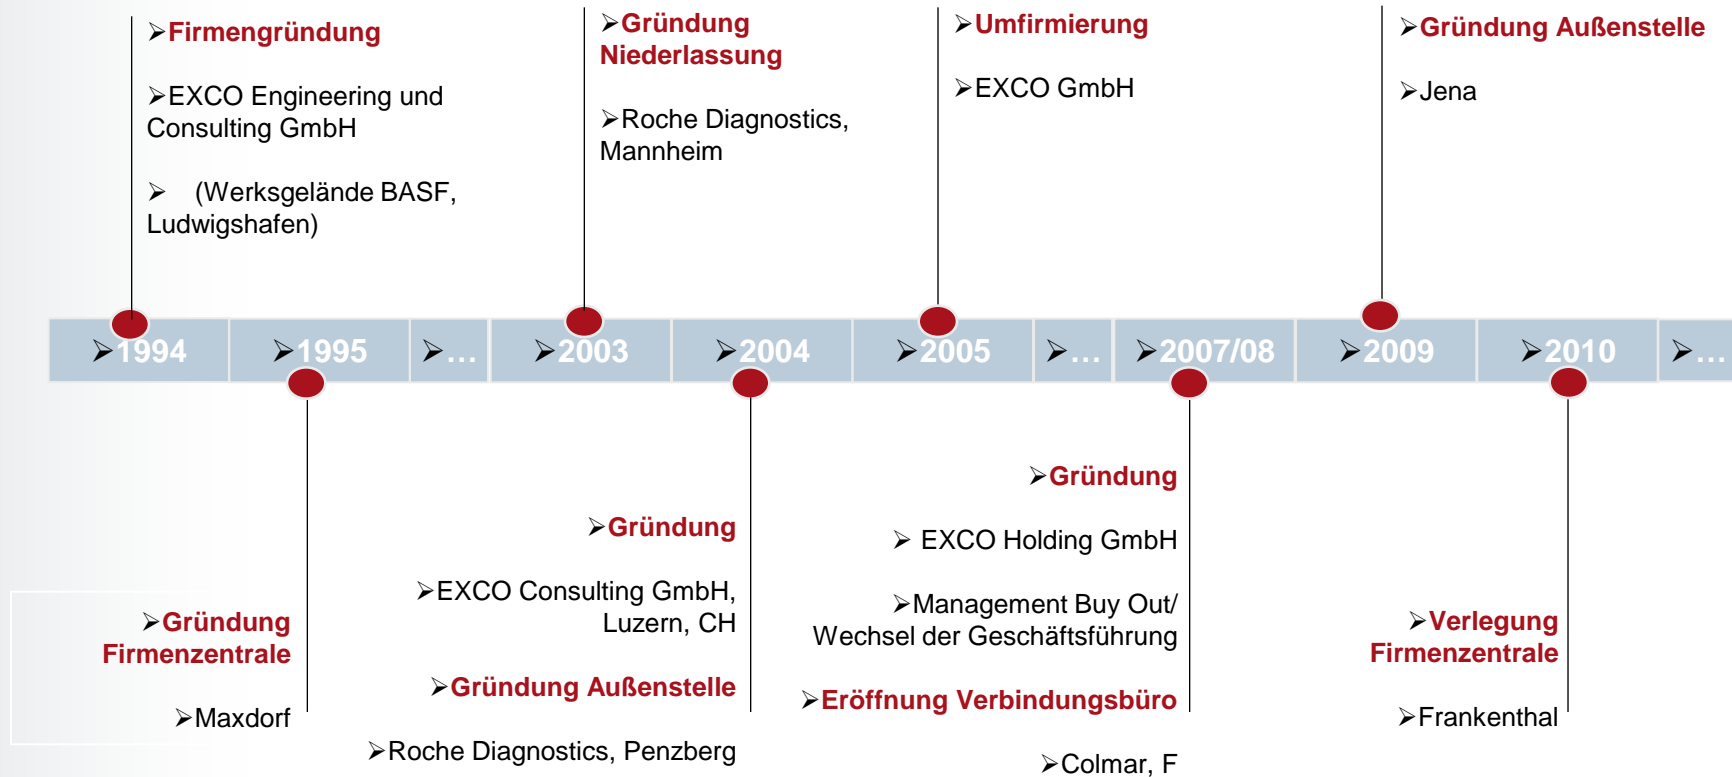 ➢Firmengründung
➢EXCO Engineering und
Consulting GmbH
➢ (Werksgelände BASF,
Ludwigshafen)
➢Gründung
Niederlassung
➢Roche Diagnostics,
Mannheim
➢Umfirmierung
➢EXCO GmbH
➢Gründung Außenstelle
➢Jena
➢1994 ➢1995 ➢… ➢2003 ➢2004 ➢2005 ➢… ➢2007/08 ➢2009 ➢2010 ➢…
➢Gründung
Firmenzentrale
➢Maxdorf
➢Gründung
➢EXCO Consulting GmbH,
Luzern, CH
➢Gründung Außenstelle
➢Roche Diagnostics, Penzberg
➢Gründung
➢ EXCO Holding GmbH
➢Management Buy Out/
Wechsel der Geschäftsführung
➢Eröffnung Verbindungsbüro
➢Colmar, F
➢Verlegung
Firmenzentrale
➢Frankenthal